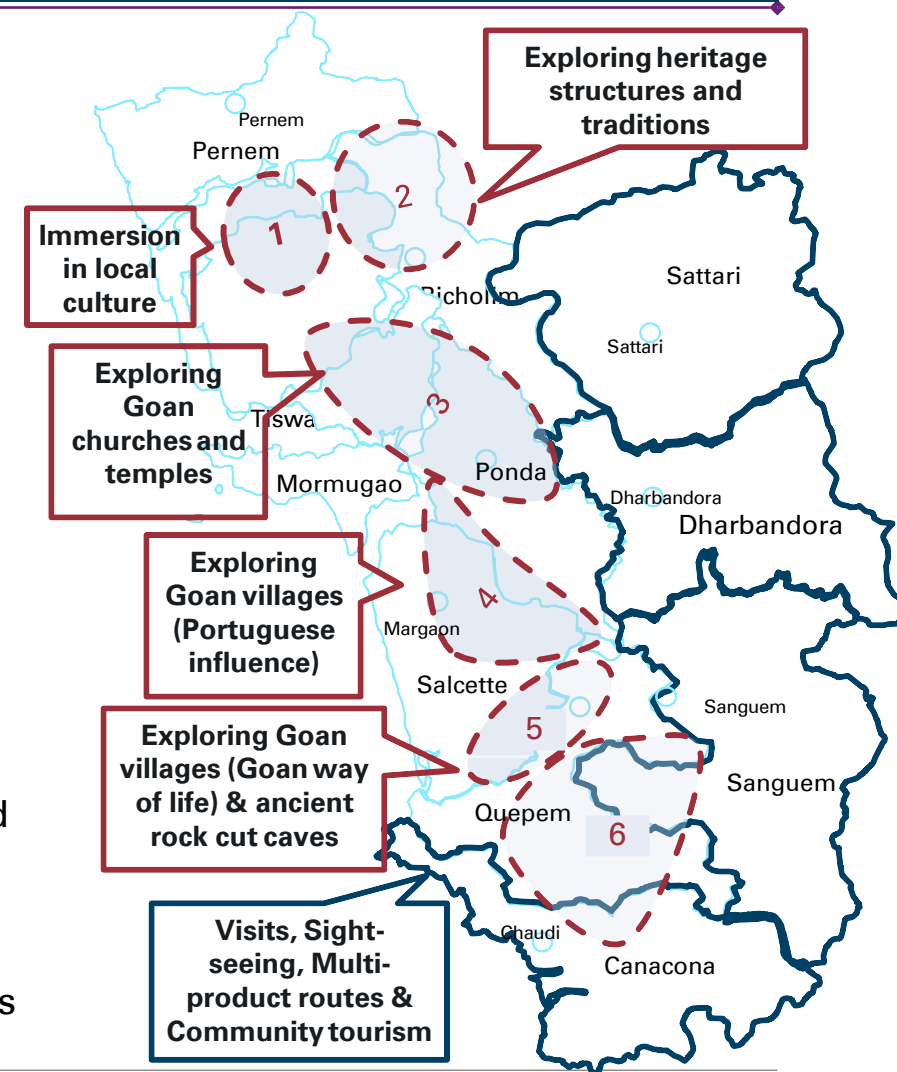 Exploring heritage
structures and
traditions
Pernem
Pernem
2
1
Immersion
in local
culture
Sattari
Bicholim
Sattari
Exploring
Goan
churches and
temples
3
Tiswa
Ponda
Mormugao
Dharbandora
Dharbandora
Exploring
Goan villages
(Portuguese
influence)
4
Margaon
Salcette
Sanguem
5
Exploring Goan
villages (Goan way
of life) & ancient
rock cut caves
Sanguem
Quepem
6
d
Visits, Sight-
seeing, Multi-
product routes &
Community tourism
Chaudi
Canacona
s